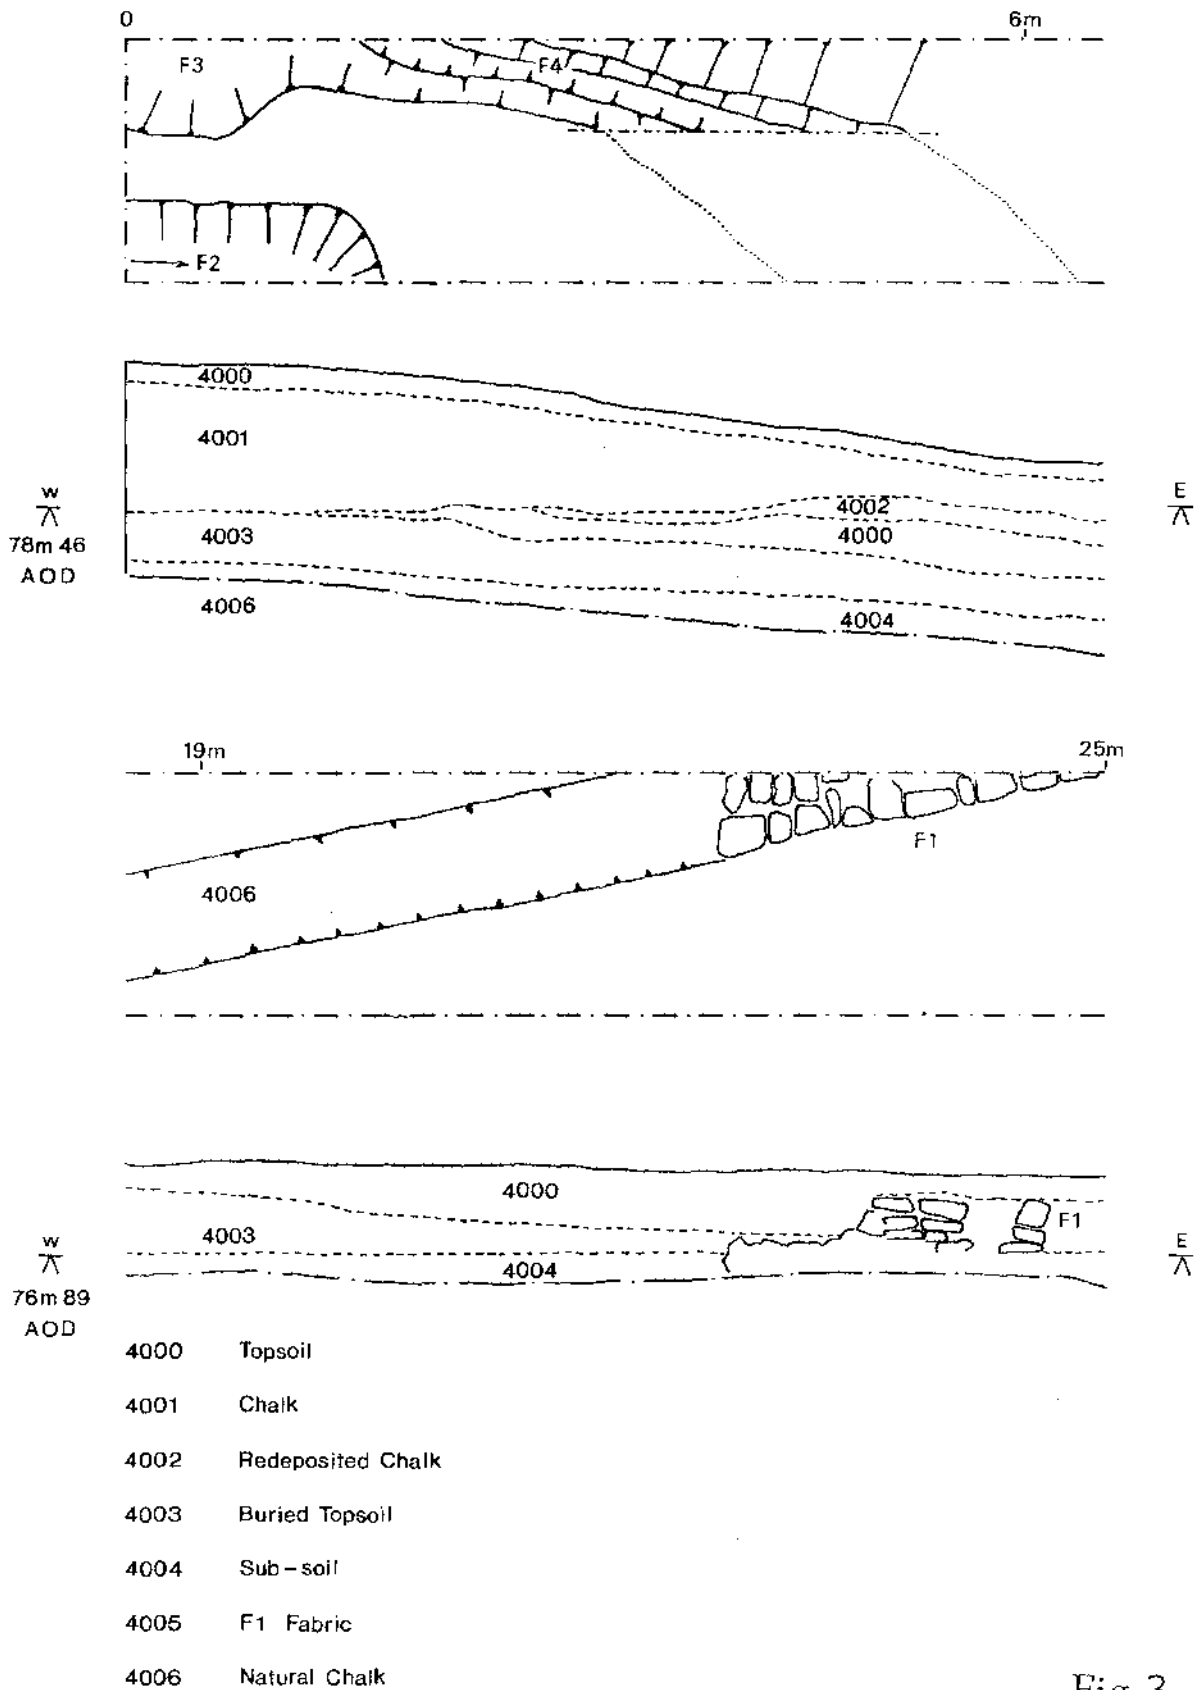 0 6m
F3 F4
F2
4000
4001
4002
4003 4000
4006 4004
W
78m 46
AOD
E
19m 25m
F1
4006
4000
F1
4003
4004
W
76m 89
AOD
E
4000 Topsoil
4001 Chalk
4002 Redeposited Chalk
4003 Buried Topsoil
4004 Sub-soil
4005 F1 Fabric
4006 Natural Chalk
Fig 3